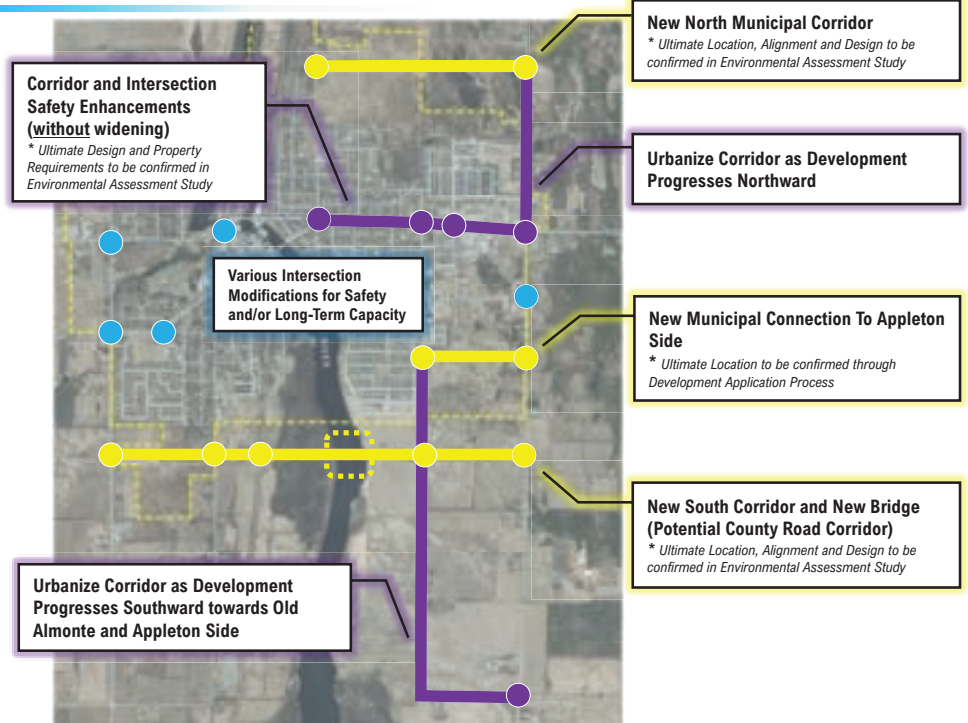 New North Municipal Corridor
* Ultimate Location, Alignment and Design to be
confirmed in Environmental Assessment Study
Corridor and Intersection
Safety Enhancements
(without widening)
* Ultimate Design and Property
Requirements to be confirmed in
Environmental Assessment Study
Urbanize Corridor as Development
Progresses Northward
Various Intersection
Modifications for Safety
and/or Long-Term Capacity
New Municipal Connection To Appleton
Side
* Ultimate Location to be confirmed through
Development Application Process
New South Corridor and New Bridge
(Potential County Road Corridor)
* Ultimate Location, Alignment and Design to be
confirmed in Environmental Assessment Study
Urbanize Corridor as Development
Progresses Southward towards Old
Almonte and Appleton Side